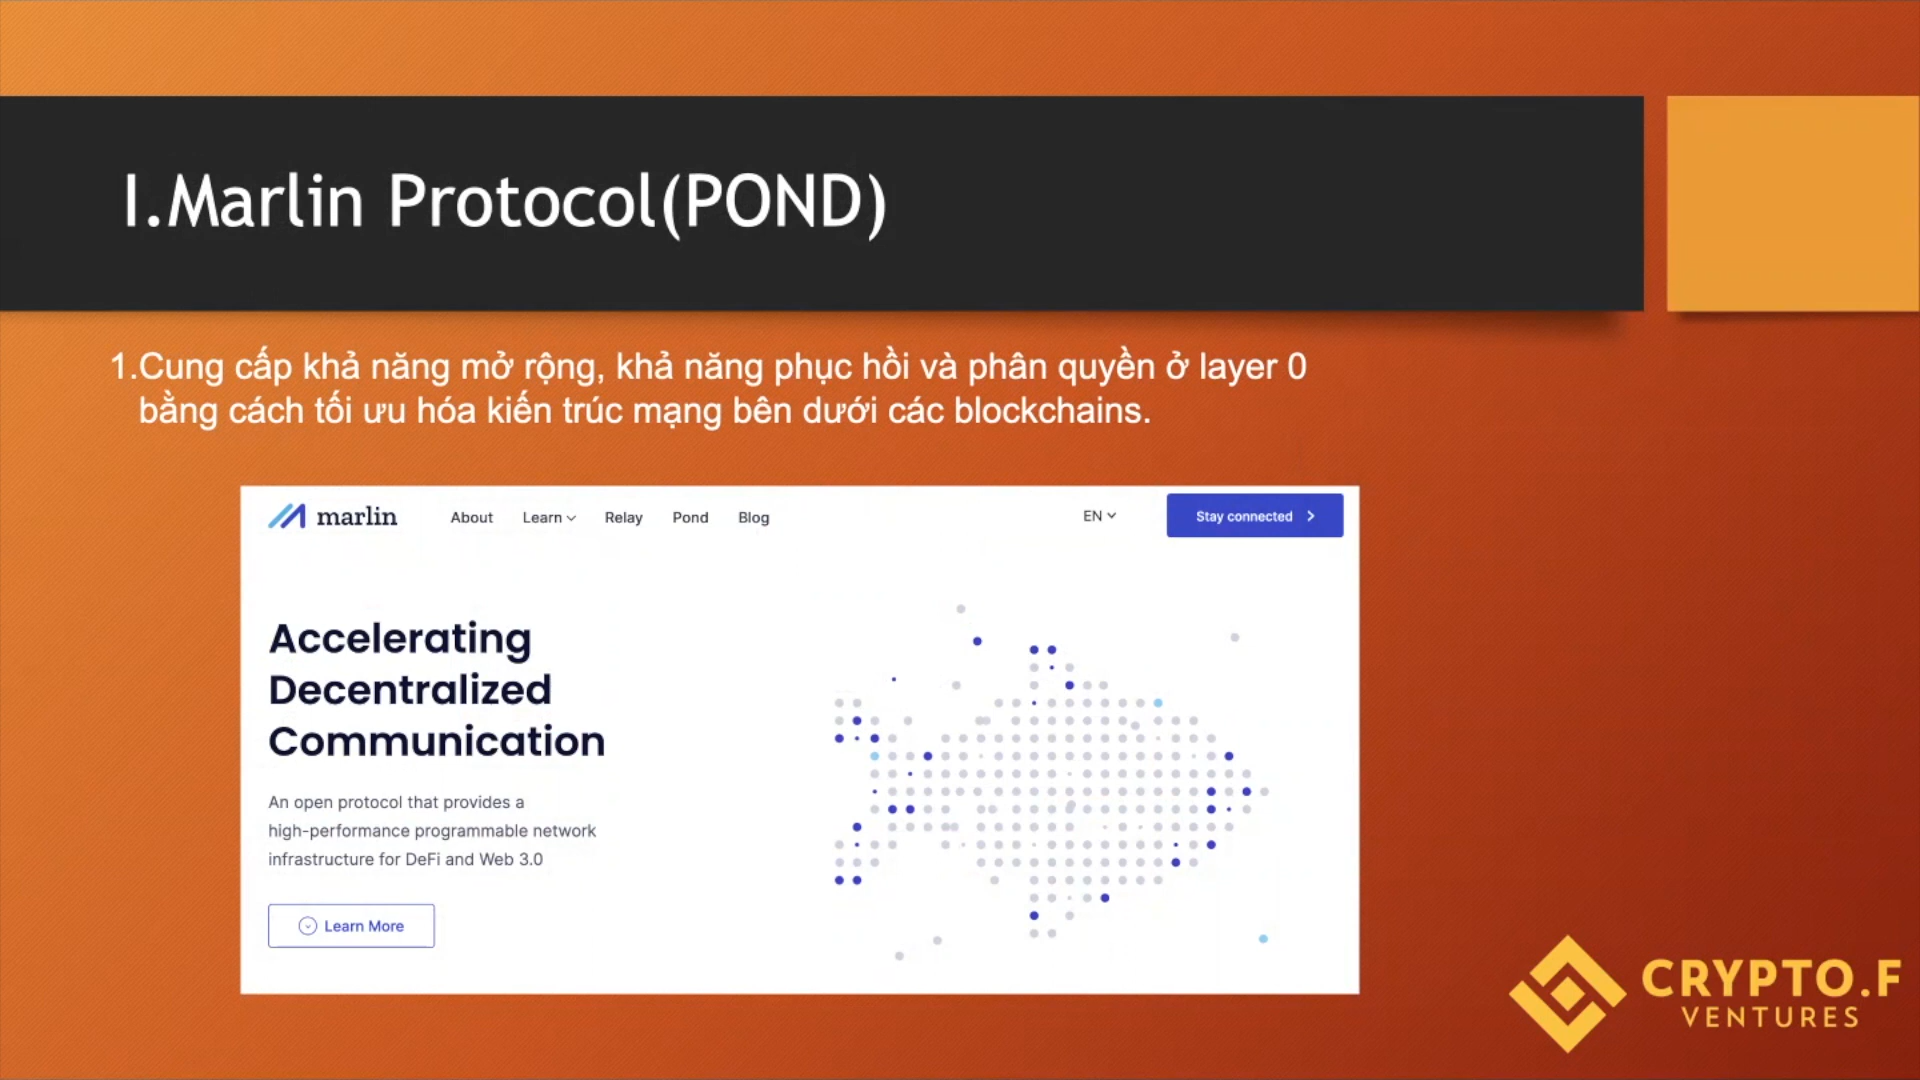 I.Marlin Protocol(POND)
1.Cung cấp khả năng mở rộng, khả năng phục hồi và phân quyền ở layer 0
bằng cách tối ưu hóa kiến trúc mạng bên dưới các blockchains.
marlin About Learn Relay Pond Blog EN Stay connected
Accelerating
Decentralized
Communication
An open protocol that provides a
high-performance programmable network
infrastructure for DeFi and Web 3.0
Learn More
CRYPTO.F
VENTURES